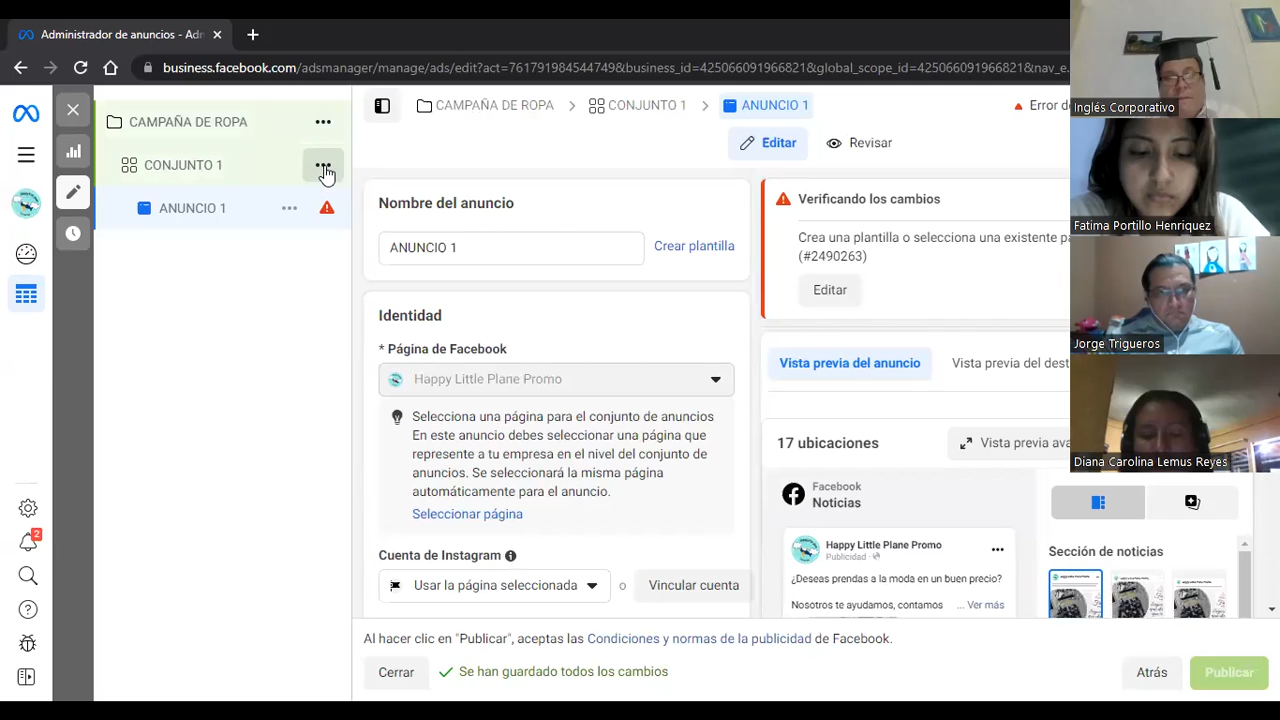 Administrador de anuncios - Adr
business.facebook.com/adsmanager/manage/ads/edit?act=761791984544749&business_id=425066091966821&global_scope_id=425066091966821&nav_e
CAMPAÑA DE ROPA
CONJUNTO 1
ANUNCIO 1
2
CAMPAÑA DE ROPA
CONJUNTO 1
ANUNCIO 1
Error de
Editar
Revisar
Nombre del anuncio
ANUNCIO 1
Crear plantilla
Identidad
* Página de Facebook
Happy Little Plane Promo
Selecciona una página para el conjunto de anuncios
En este anuncio debes seleccionar una página que
represente a tu empresa en el nivel del conjunto de
anuncios. Se seleccionará la misma página
automáticamente para el anuncio.
Seleccionar página
Cuenta de Instagram
Usar la página seleccionada
o
Vincular cuenta
Verificando los cambios
Crea una plantilla o selecciona una existente pa
(#2490263)
Editar
Vista previa del anuncio
Vista previa del dest
17 ubicaciones
Vista previa ava
Facebook
Noticias
Happy Little Plane Promo
Publicidad
¿Deseas prendas a la moda en un buen precio?
Nosotros te ayudamos, contamos
... Ver más
Sección de noticias
Al hacer clic en "Publicar", aceptas las Condiciones y normas de la publicidad de Facebook.
Cerrar
Se han guardado todos los cambios
Atrás
Publicar
Inglés Corporativo
Fatima Portillo Henriquez
Jorge Trigueros
Diana Carolina Lemus Reyes